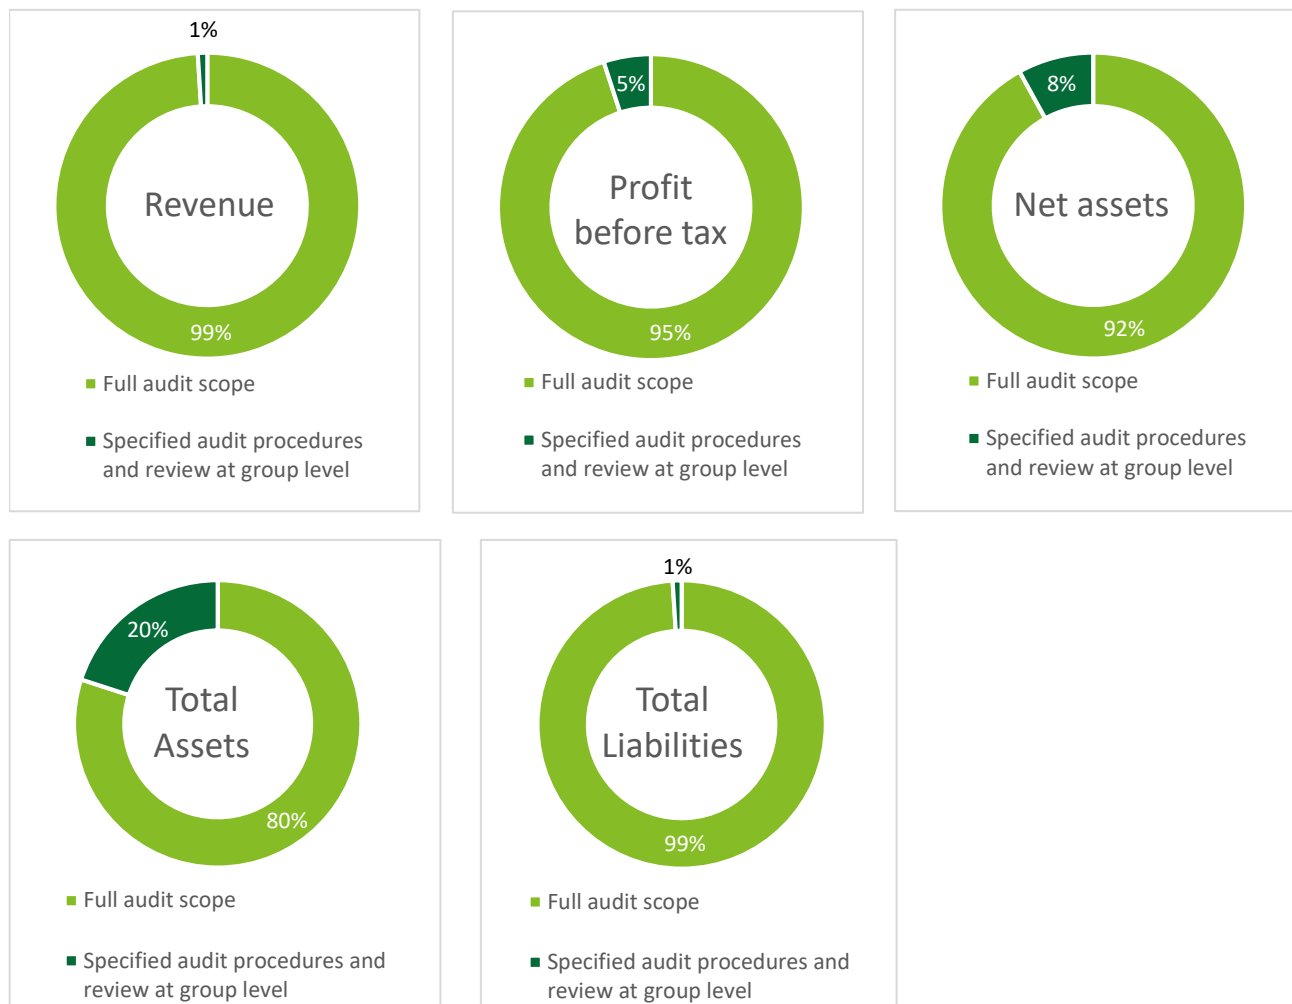 1%
Revenue
99%
Full audit scope
Specified audit procedures
and review at group level
5%
Profit
before tax
95%
Full audit scope
Specified audit procedures
and review at group level
8%
Net assets
92%
Full audit scope
Specified audit procedures
and review at group level
20%
Total
Assets
80%
Full audit scope
Specified audit procedures and
review at group level
1%
Total
Liabilities
99%
Full audit scope
Specified audit procedures and
review at group level